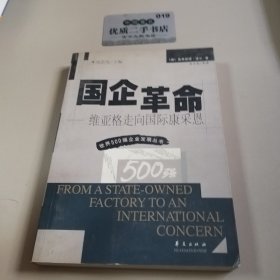 019
优质二手书店
国企革命
维亚格走向国际康采恩
世界500强企业发展丛书
500强
FROM A STATE-OWNED
FACTORY TO AN
INTERNATIONAL
CONCERN
华夏出版社